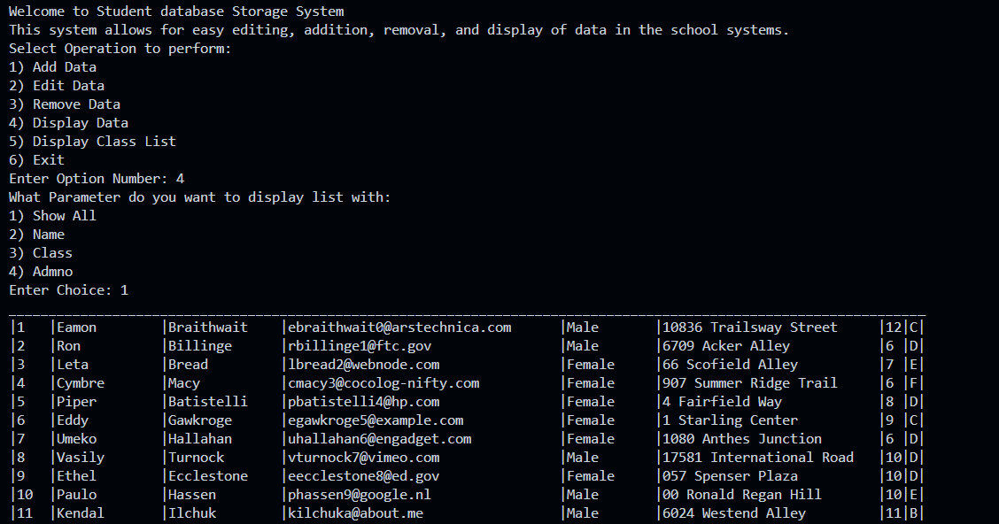 Welcome to Student database Storage System
This system allows for easy editing, addition, removal, and display of data in the school systems.
Select Operation to perform:
1) Add Data
2) Edit Data
3) Remove Data
4) Display Data
5) Display Class List
6) Exit
Enter Option Number: 4
What Parameter do you want to display list with:
1) Show All
2) Name
3) Class
4) Admno
Enter Choice: 1
|1 |Eamon |Braithwait |ebraithwait0@arstechnica.com |Male |10836 Trailsway Street |12|C|
|2 |Ron |Billinge |rbillinge1@ftc.gov |Male |6709 Acker Alley |6 |D|
|3 |Leta |Bread |lbread2@webnode.com |Female |66 Scofield Alley |7 |E|
|4 |Cymbre |Macy |cmacy3@cocolog-nifty.com |Female |907 Summer Ridge Trail |6 |F|
|5 |Piper |Batistelli |pbatistelli4@hp.com |Female |4 Fairfield Way |8 |D|
|6 |Eddy |Gawkroge |egawkroge5@example.com |Female |1 Starling Center |9 |C|
|7 |Umeko |Hallahan |uhallahan6@engadget.com |Female |1080 Anthes Junction |6 |D|
|8 |Vasily |Turnock |vturnock7@vimeo.com |Male |17581 International Road |10|D|
|9 |Ethel |Ecclestone |eecclestone8@ed.gov |Female |057 Spenser Plaza |10|D|
|10 |Paulo |Hassen |phassen9@google.nl |Male |00 Ronald Regan Hill |10|E|
|11 |Kendal |Ilchuk |kilchuka@about.me |Male |6024 Westend Alley |11|B|